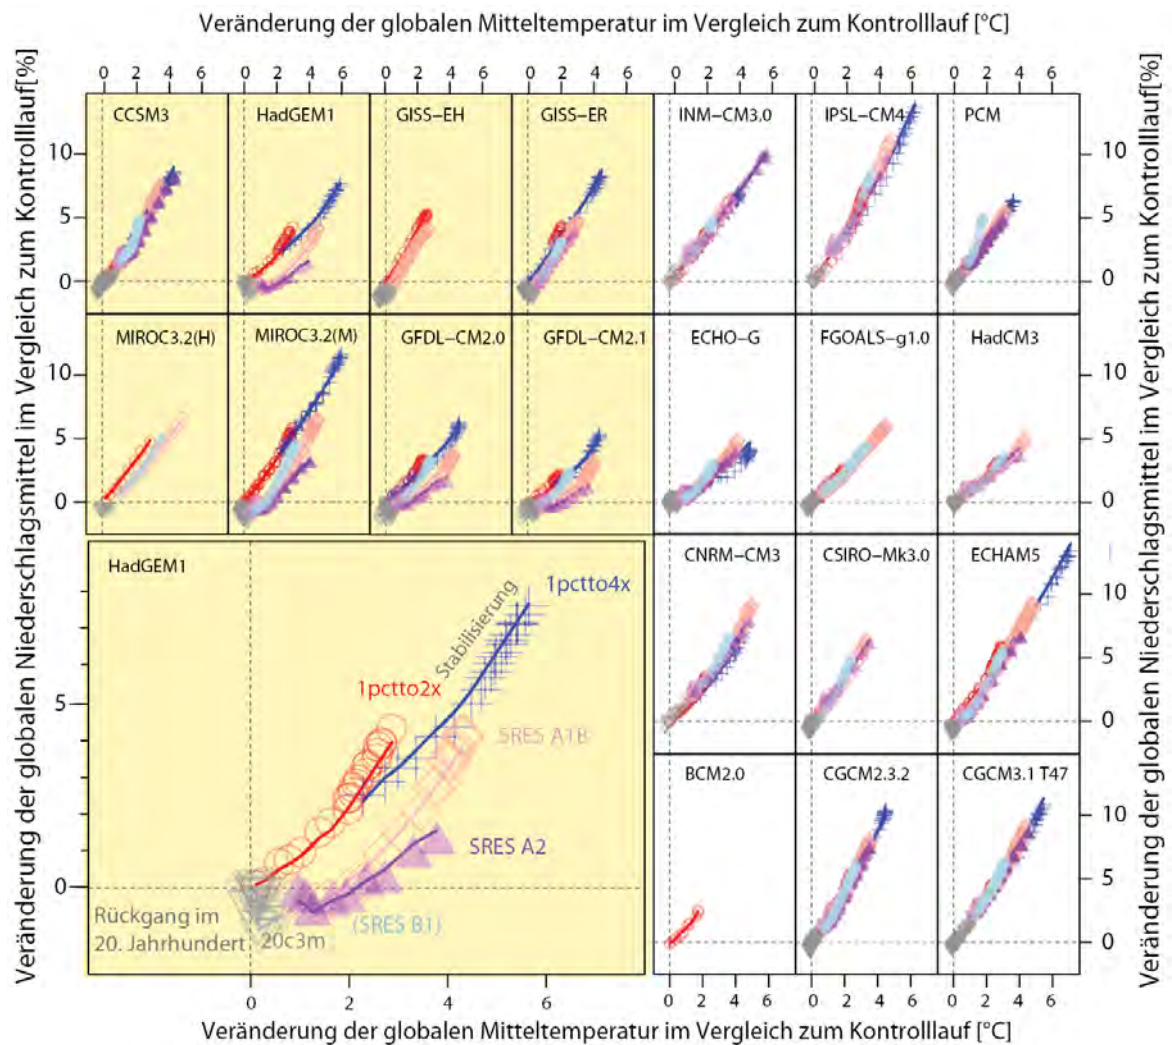 Veränderung der globalen Mitteltemperatur im Vergleich zum Kontrolllauf [°C]
0 2 4 6 0 2 4 6 0 2 4 6 0 2 4 6 0 2 4 6 0 2 4 6 0 2 4 6
Veränderung der globalen Niederschlagsmittel im Vergleich zum Kontrolllauf[%]
Veränderung der globalen Niederschlagsmittel im Vergleich zum Kontrolllauf[%]
CCSM3 HadGEM1 GISS-EH GISS-ER INM-CM3.0 IPSL-CM4 PCM
10 10
5 5
0 0
MIROC3.2(H) MIROC3.2(M) GFDL-CM2.0 GFDL-CM2.1 ECHO-G FGOALS-g1.0 HadCM3
10 10
5 5
0 0
HadGEM1 CNRM-CM3 CSIRO-Mk3.0 ECHAM5
1pctto4x
Stabilisierung
10
1pctto2x
5 5
SRES A1B
0
BCM2.0 CGCM2.3.2 CGCM3.1 T47
10
SRES A2
0 5
Rückgang im
20. Jahrhundert
20c3m
(SRES B1)
0
0 2 4 6 0 2 4 6 0 2 4 6 0 2 4 6
Veränderung der globalen Mitteltemperatur im Vergleich zum Kontrolllauf [°C]